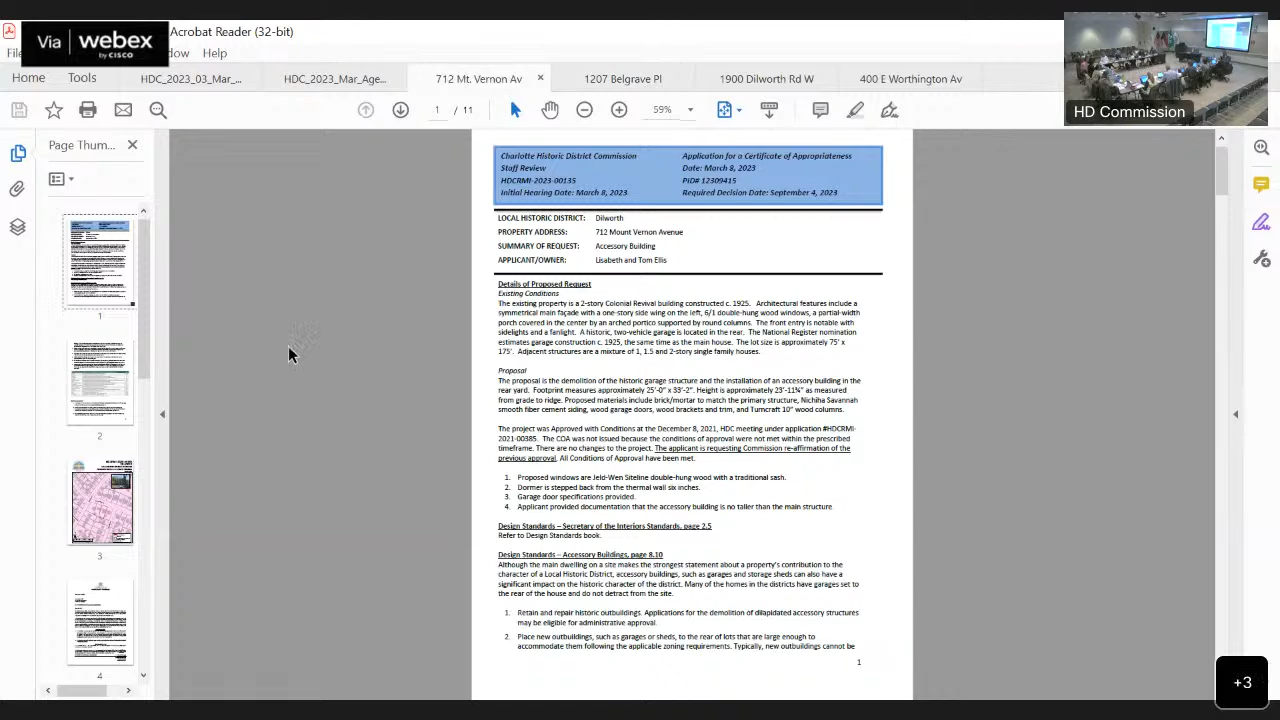 Via webex
by CISCO
Acrobat Reader (32-bit)
dow Help
Home Tools HDC_2023_03_Mar_... HDC_2023_Mar_Age... 712 Mt. Vernon Av 1207 Belgrave Pl 1900 Dilworth Rd W 400 E Worthington Av
1 / 11 59%
HD Commission
Page Thum...
1
2
3
4
Charlotte Historic District Commission Application for a Certificate of Appropriateness
Staff Review Date: March 8, 2023
HDCRMI-2023-00135 PID# 12309415
Initial Hearing Date: March 8, 2023 Required Decision Date: September 4, 2023
LOCAL HISTORIC DISTRICT: Dilworth
PROPERTY ADDRESS: 712 Mount Vernon Avenue
SUMMARY OF REQUEST: Accessory Building
APPLICANT/OWNER: Lisabeth and Tom Ellis
Details of Proposed Request
Existing Conditions
The existing property is a 2-story Colonial Revival building constructed c. 1925. Architectural features include a
symmetrical main façade with a one-story side wing on the left, 6/1 double-hung wood windows, a partial-width
porch covered in the center by an arched portico supported by round columns. The front entry is notable with
sidelights and a fanlight. A historic, two-vehicle garage is located in the rear. The National Register nomination
estimates garage construction c. 1925, the same time as the main house. The lot size is approximately 75' x
175'. Adjacent structures are a mixture of 1, 1.5 and 2-story single family houses.
Proposal
The proposal is the demolition of the historic garage structure and the installation of an accessory building in the
rear yard. Footprint measures approximately 25'-0" x 33'-2". Height is approximately 23'-11¾" as measured
from grade to ridge. Proposed materials include brick/mortar to match the primary structure, Nichiha Savannah
smooth fiber cement siding, wood garage doors, wood brackets and trim, and Turncraft 10" wood columns.
The project was Approved with Conditions at the December 8, 2021, HDC meeting under application #HDCRMI-
2021-00385. The COA was not issued because the conditions of approval were not met within the prescribed
timeframe. There are no changes to the project. The applicant is requesting Commission re-affirmation of the
previous approval. All Conditions of Approval have been met.
1. Proposed windows are Jeld-Wen Siteline double-hung wood with a traditional sash.
2. Dormer is stepped back from the thermal wall six inches.
3. Garage door specifications provided.
4. Applicant provided documentation that the accessory building is no taller than the main structure
Design Standards – Secretary of the Interiors Standards, page 2.5
Refer to Design Standards book.
Design Standards – Accessory Buildings, page 8.10
Although the main dwelling on a site makes the strongest statement about a property's contribution to the
character of a Local Historic District, accessory buildings, such as garages and storage sheds can also have a
significant impact on the historic character of the district. Many of the homes in the districts have garages set to
the rear of the house and do not detract from the site.
1. Retain and repair historic outbuildings. Applications for the demolition of dilapidated accessory structures
may be eligible for administrative approval.
2. Place new outbuildings, such as garages or sheds, to the rear of lots that are large enough to
accommodate them following the applicable zoning requirements. Typically, new outbuildings cannot be
1
+3